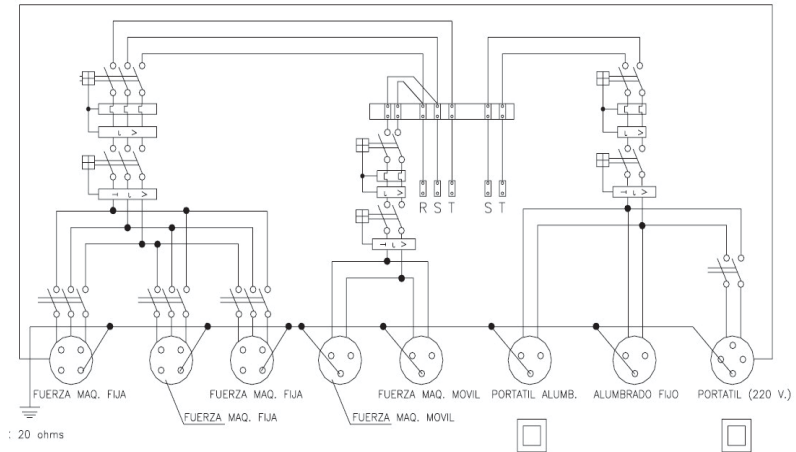 R S T S T
FUERZA MAQ. FIJA FUERZA MAQ. FIJA FUERZA MAQ. MOVIL PORTATIL ALUMB. ALUMBRADO FIJO PORTATIL (220 V.)
FUERZA MAQ. FIJA FUERZA MAQ. MOVIL
: 20 ohms